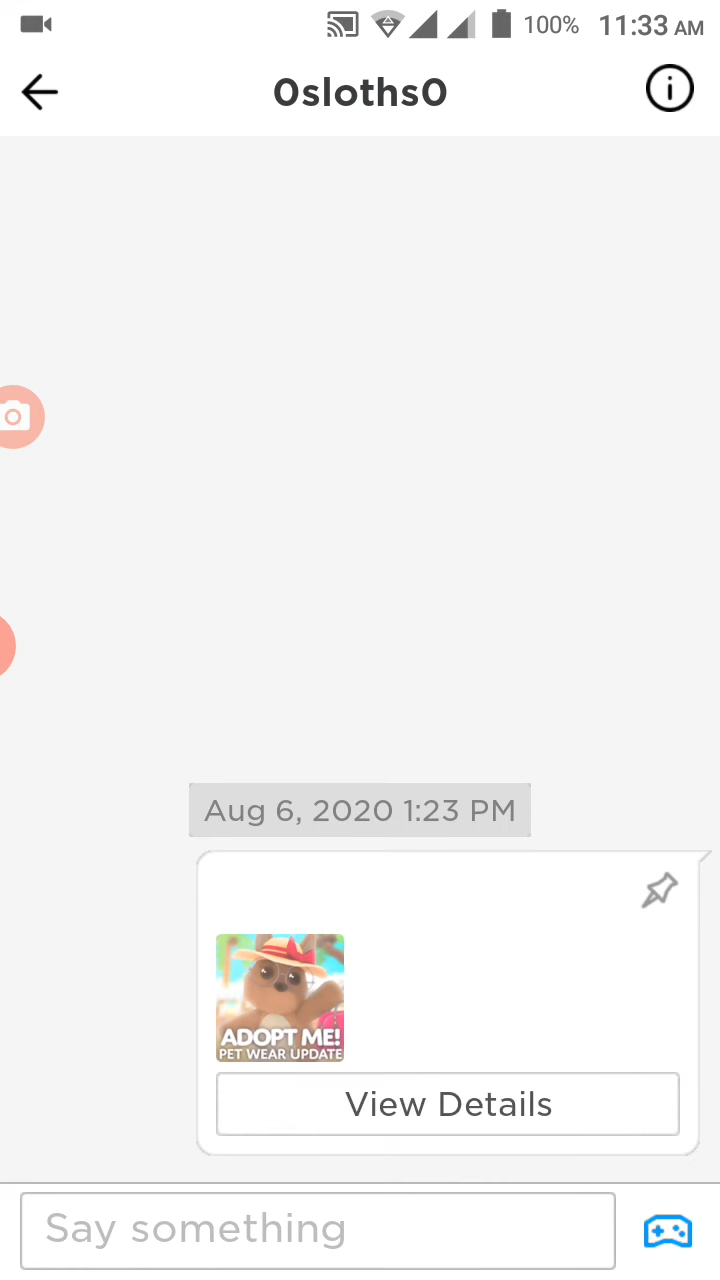 100% 11:33 AM
0sloths0
Aug 6, 2020 1:23 PM
ADOPT ME!
PET WEAR UPDATE
View Details
Say something